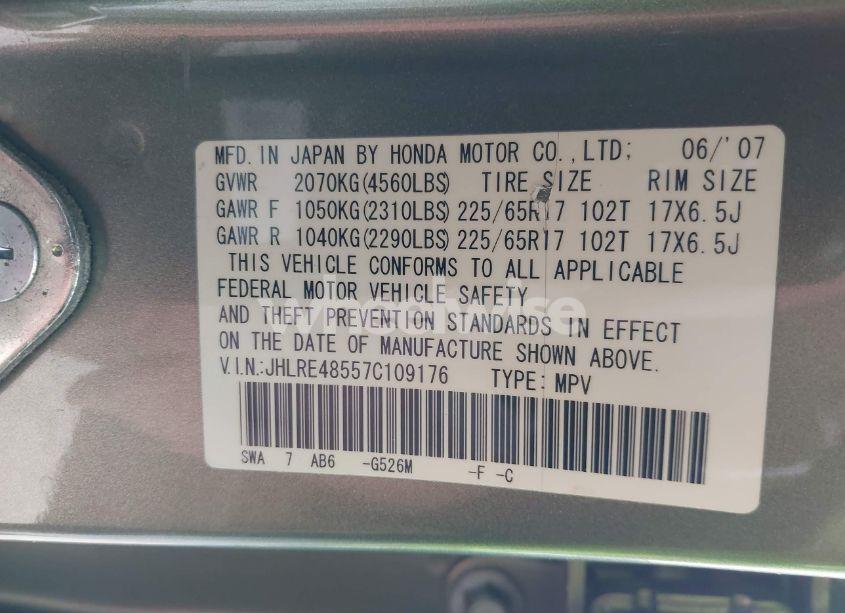 MFD.IN JAPAN BY HONDA MOTOR CO.,LTD; 06/'07
GVWR 2070KG(4560LBS) TIRE SIZE RIM SIZE
GAWR F 1050KG(2310LBS) 225/65R17 102T 17X6.5J
GAWR R 1040KG(2290LBS) 225/65R17 102T 17X6.5J
THIS VEHICLE CONFORMS TO ALL APPLICABLE
FEDERAL MOTOR VEHICLE SAFETY
AND THEFT PREVENTION STANDARDS IN EFFECT
ON THE DATE OF MANUFACTURE SHOWN ABOVE.
V.I.N.:JHLRE48557C109176 TYPE:MPV
SWA 7 AB6 -G526M -F -C
wheelwise